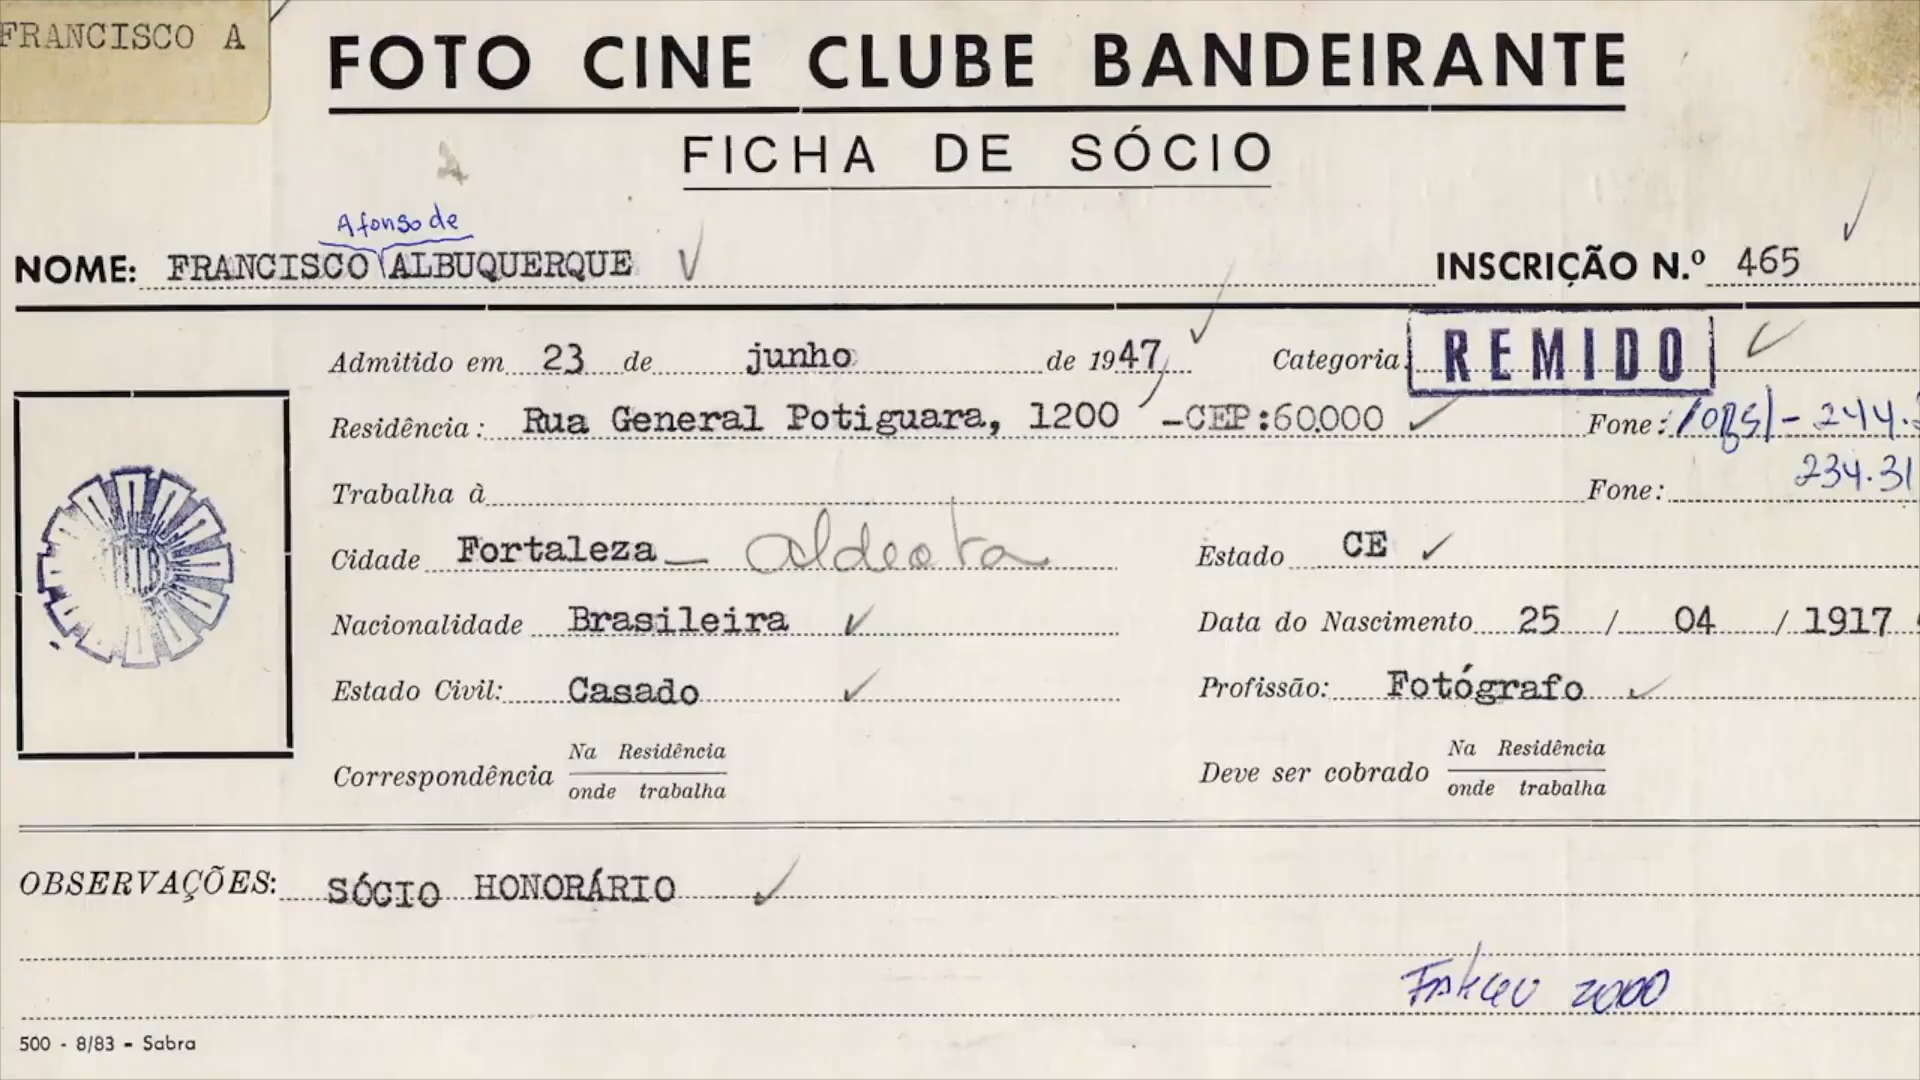 FRANCISCO A
FOTO CINE CLUBE BANDEIRANTE
FICHA DE SÓCIO
Afonso de
NOME: FRANCISCO ALBUQUERQUE INSCRIÇÃO N.º 465
Admitido em 23 de junho de 1947 Categoria REMIDO
Residência: Rua General Potiguara, 1200 -CEP:60.000 Fone: - 244.
Trabalha à Fone: 234.31
Cidade Fortaleza - aldeota Estado CE
Nacionalidade Brasileira Data do Nascimento 25 / 04 / 1917
Estado Civil: Casado Profissão: Fotógrafo
Correspondência Na Residência Deve ser cobrado Na Residência
onde trabalha onde trabalha
OBSERVAÇÕES: SÓCIO HONORÁRIO
2000
500 - 8/83 - Sabra